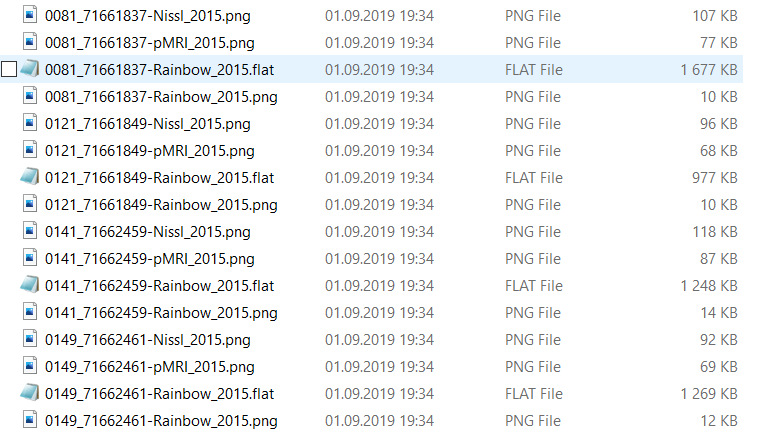 0081_71661837-Nissl_2015.png 01.09.2019 19:34 PNG File 107 KB
0081_71661837-pMRI_2015.png 01.09.2019 19:34 PNG File 77 KB
0081_71661837-Rainbow_2015.flat 01.09.2019 19:34 FLAT File 1 677 KB
0081_71661837-Rainbow_2015.png 01.09.2019 19:34 PNG File 10 KB
0121_71661849-Nissl_2015.png 01.09.2019 19:34 PNG File 96 KB
0121_71661849-pMRI_2015.png 01.09.2019 19:34 PNG File 68 KB
0121_71661849-Rainbow_2015.flat 01.09.2019 19:34 FLAT File 977 KB
0121_71661849-Rainbow_2015.png 01.09.2019 19:34 PNG File 10 KB
0141_71662459-Nissl_2015.png 01.09.2019 19:34 PNG File 118 KB
0141_71662459-pMRI_2015.png 01.09.2019 19:34 PNG File 87 KB
0141_71662459-Rainbow_2015.flat 01.09.2019 19:34 FLAT File 1 248 KB
0141_71662459-Rainbow_2015.png 01.09.2019 19:34 PNG File 14 KB
0149_71662461-Nissl_2015.png 01.09.2019 19:34 PNG File 92 KB
0149_71662461-pMRI_2015.png 01.09.2019 19:34 PNG File 69 KB
0149_71662461-Rainbow_2015.flat 01.09.2019 19:34 FLAT File 1 269 KB
0149_71662461-Rainbow_2015.png 01.09.2019 19:34 PNG File 12 KB